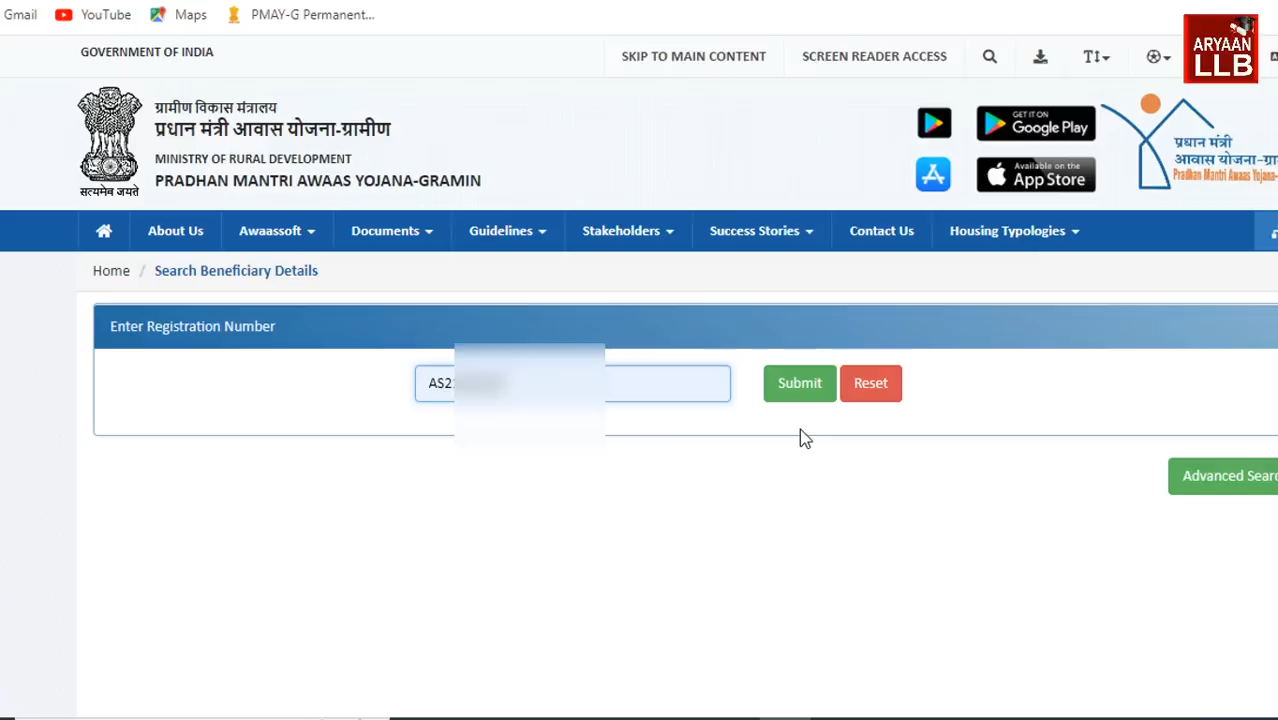 Gmail YouTube Maps PMAY-G Permanent...
GOVERNMENT OF INDIA SKIP TO MAIN CONTENT SCREEN READER ACCESS
ARYAAN
LLB
ग्रामीण विकास मंत्रालय
प्रधान मंत्री आवास योजना-ग्रामीण
MINISTRY OF RURAL DEVELOPMENT
PRADHAN MANTRI AWAAS YOJANA-GRAMIN
सत्यमेव जयते
GET IT ON
Google Play
Available on the
App Store
प्रधान मंत्री
आवास योजना-ग्रा
Pradhan Mantri Awaas Yojana-
About Us Awaassoft Documents Guidelines Stakeholders Success Stories Contact Us Housing Typologies
Home / Search Beneficiary Details
Enter Registration Number
AS2 Submit Reset
Advanced Sear